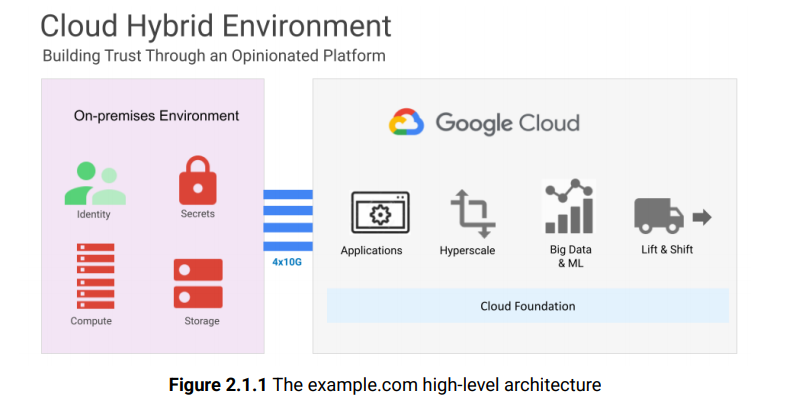 Cloud Hybrid Environment
Building Trust Through an Opinionated Platform
On-premises Environment
Identity
Secrets
Compute
Storage
4x10G
Google Cloud
Applications
Hyperscale
Big Data
& ML
Lift & Shift
Cloud Foundation
Figure 2.1.1 The example.com high-level architecture